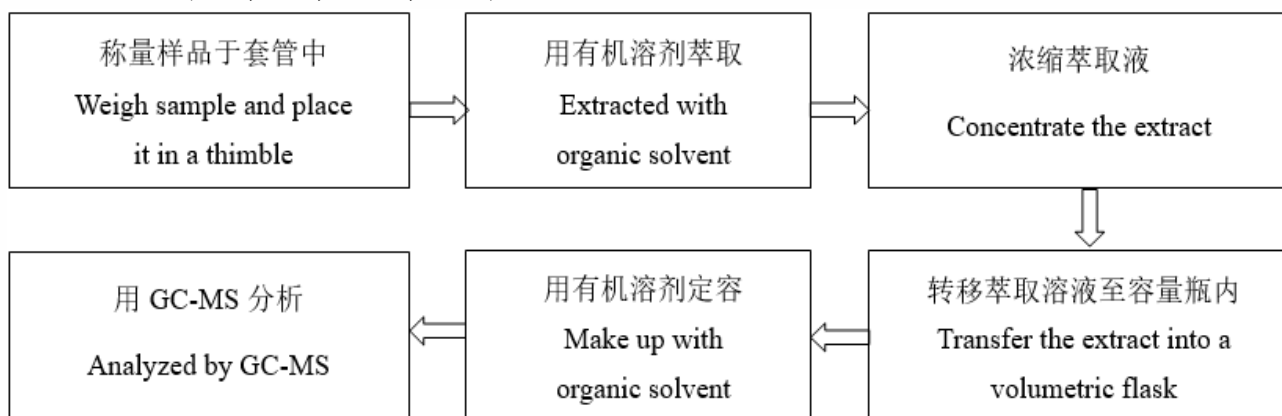 称量样品于套管中
Weigh sample and place
it in a thimble
用有机溶剂萃取
Extracted with
organic solvent
浓缩萃取液
Concentrate the extract
转移萃取溶液至容量瓶内
Transfer the extract into a
volumetric flask
用有机溶剂定容
Make up with
organic solvent
用 GC-MS 分析
Analyzed by GC-MS